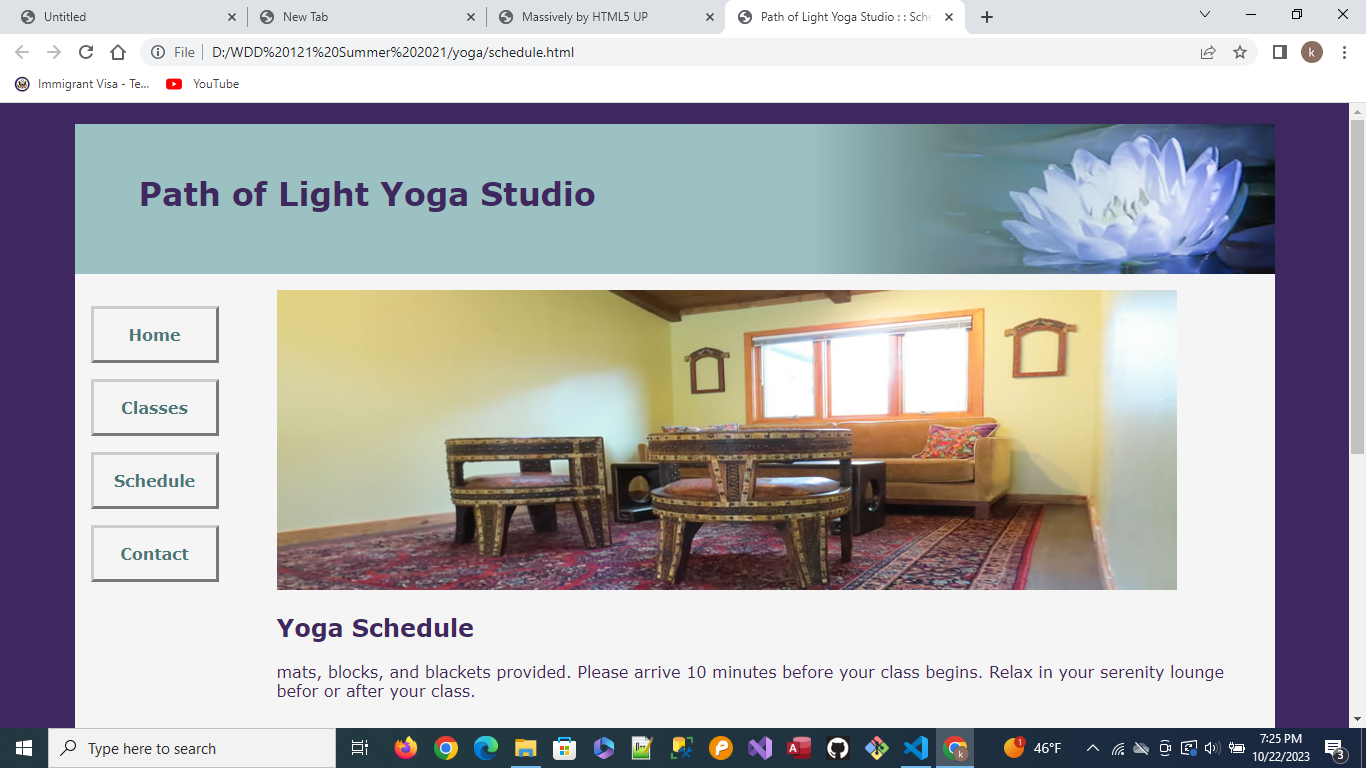 Untitled
New Tab
Massively by HTML5 UP
Path of Light Yoga Studio : : Sche
File
D:/WDD%20121%20Summer%202021/yoga/schedule.html
k
Immigrant Visa - Te...
YouTube
Path of Light Yoga Studio
Home
Classes
Schedule
Contact
Yoga Schedule
mats, blocks, and blackets provided. Please arrive 10 minutes before your class begins. Relax in your serenity lounge
befor or after your class.
Type here to search
1
46°F
7:25 PM
10/22/2023
3